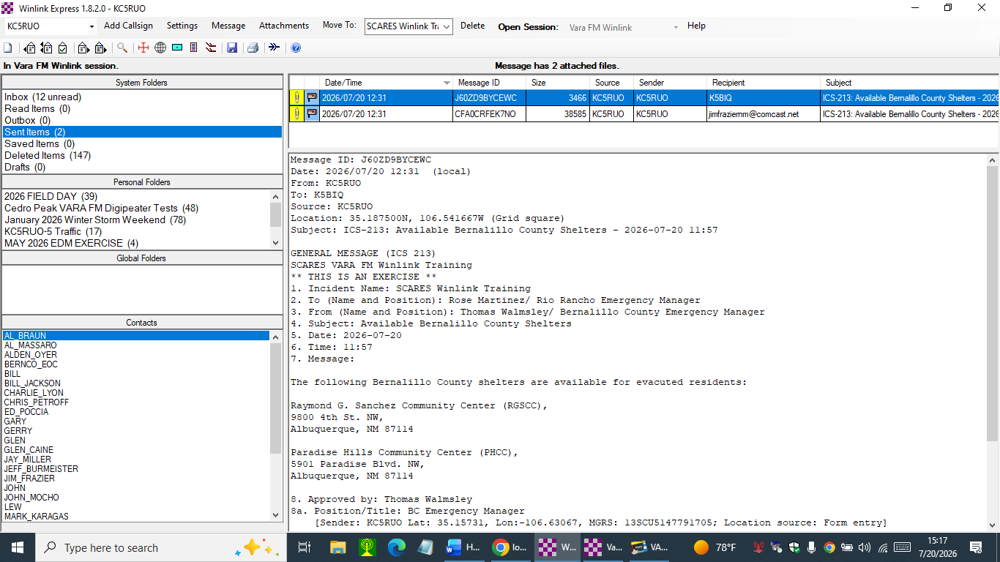 Winlink Express 1.8.2.0 - KC5RUO
KC5RUO Add Callsign Settings Message Attachments Move To: SCARES Winlink Tra Delete Open Session: Vara FM Winlink Help
In Vara FM Winlink session. Message has 2 attached files.
System Folders
Inbox (12 unread)
Read Items (0)
Outbox (0)
Sent Items (2)
Saved Items (0)
Deleted Items (147)
Drafts (0)
Personal Folders
2026 FIELD DAY (39)
Cedro Peak VARA FM Digipeater Tests (48)
January 2026 Winter Storm Weekend (78)
KC5RUO-5 Traffic (17)
MAY 2026 EDM EXERCISE (4)
Global Folders
Contacts
AL_BRAUN
AL_MASSARO
ALDEN_OYER
BERNCO_EOC
BILL
BILL_JACKSON
CHARLIE_LYON
CHRIS_PETROFF
ED_POCCIA
GARY
GERRY
GLEN
GLEN_CAINE
JAY_MILLER
JEFF_BURMEISTER
JIM_FRAZIER
JOHN
JOHN_MOCHO
LEW
MARK_KARAGAS
Date/Time Message ID Size Source Sender Recipient Subject
2026/07/20 12:31 J60ZD9BYCEWC 3466 KC5RUO KC5RUO K5BIQ ICS-213: Available Bernalillo County Shelters - 2026
2026/07/20 12:31 CFA0CRFEK7NO 38585 KC5RUO KC5RUO jimfraziemm@comcast.net ICS-213: Available Bernalillo County Shelters - 2026
Message ID: J60ZD9BYCEWC
Date: 2026/07/20 12:31 (local)
From: KC5RUO
To: K5BIQ
Source: KC5RUO
Location: 35.187500N, 106.541667W (Grid square)
Subject: ICS-213: Available Bernalillo County Shelters - 2026-07-20 11:57
GENERAL MESSAGE (ICS 213)
SCARES VARA FM Winlink Training
** THIS IS AN EXERCISE **
1. Incident Name: SCARES Winlink Training
2. To (Name and Position): Rose Martinez/ Rio Rancho Emergency Manager
3. From (Name and Position): Thomas Walmsley/ Bernalillo County Emergency Manager
4. Subject: Available Bernalillo County Shelters
5. Date: 2026-07-20
6. Time: 11:57
7. Message:
The following Bernalillo County shelters are available for evacuted residents:
Raymond G. Sanchez Community Center (RGSCC),
9800 4th St. NW,
Albuquerque, NM 87114
Paradise Hills Community Center (PHCC),
5901 Paradise Blvd. NW,
Albuquerque, NM 87114
8. Approved by: Thomas Walmsley
8a. Position/Title: BC Emergency Manager
[Sender: KC5RUO Lat: 35.15731, Lon:-106.63067, MGRS: 13SCU5147791705; Location source: Form entry]
Type here to search
H... Io... W... Va... VA...
78°F
15:17
7/20/2026